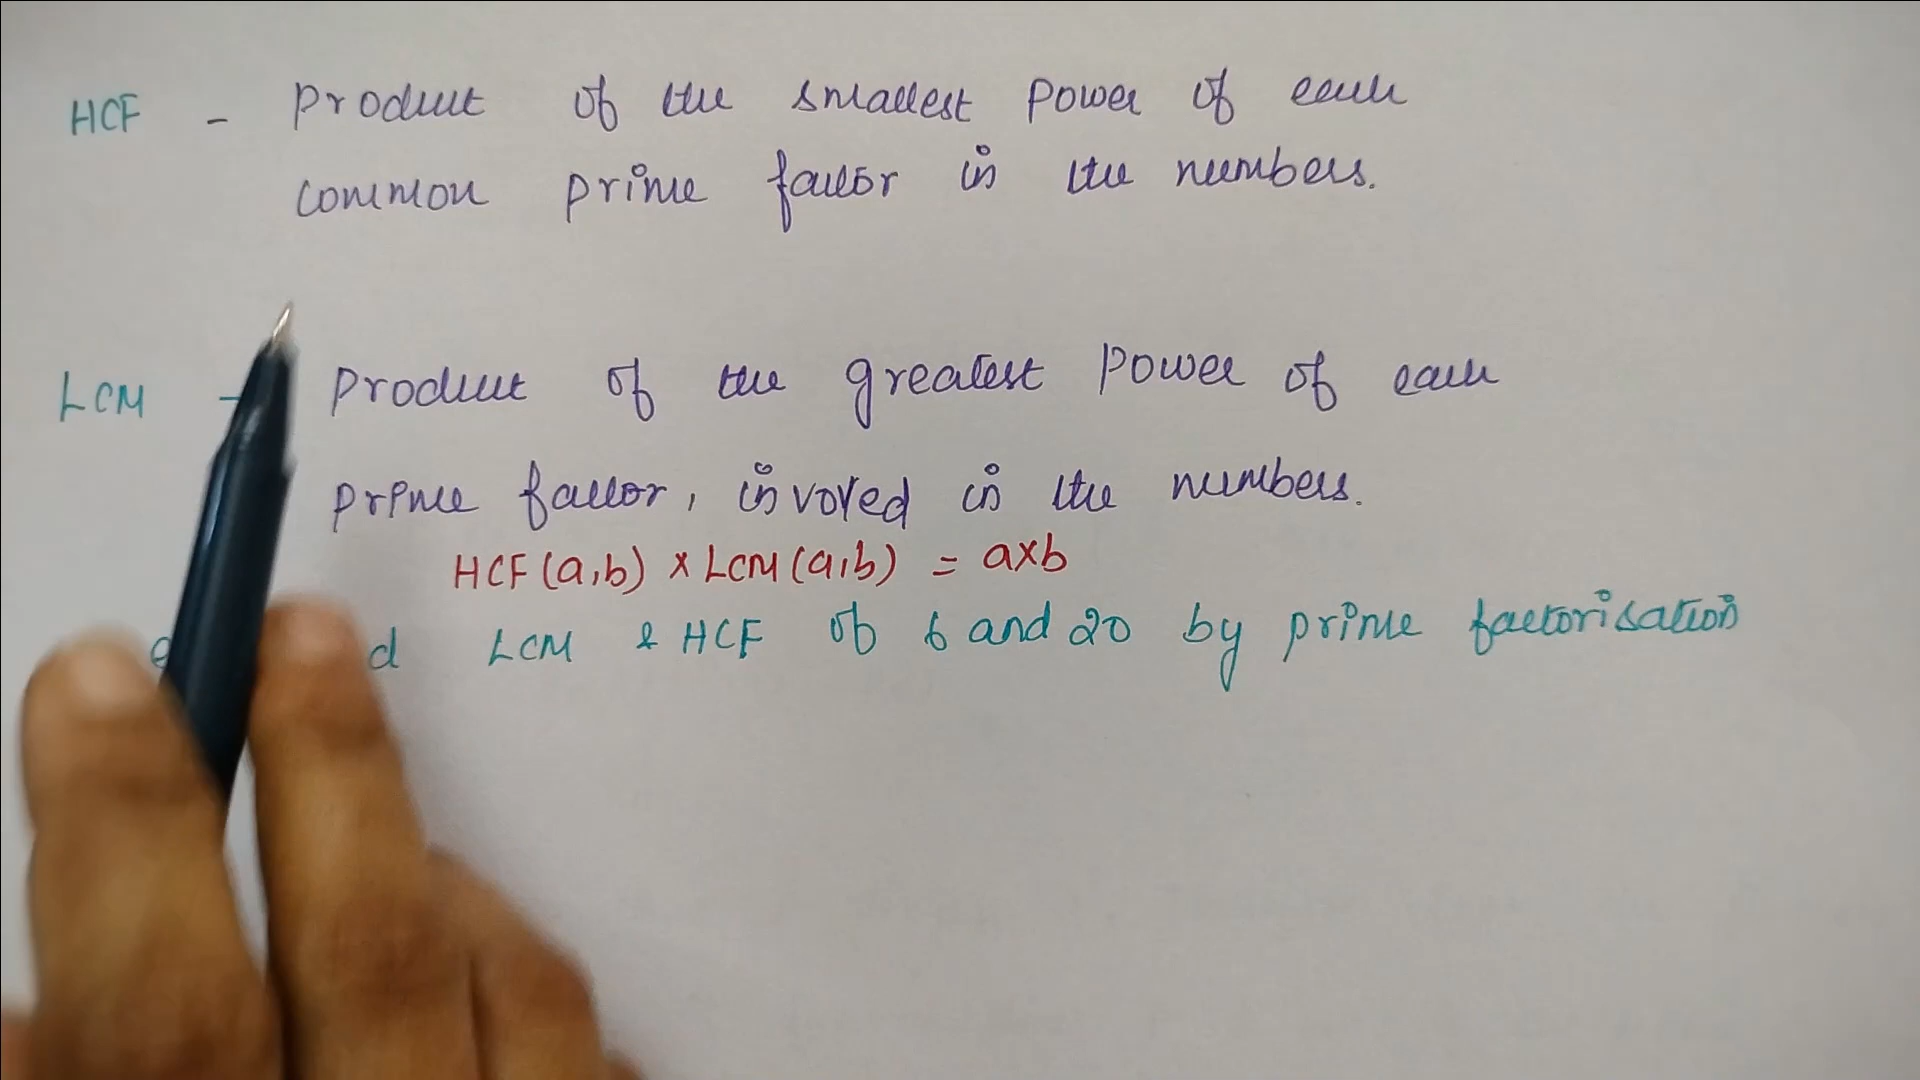 HCF - Product of the smallest Power of each
common prime factor in the numbers.
LCM - Product of the greatest Power of each
prime factor, invoved in the numbers.
HCF (a,b) x LCM (a,b) = axb
LCM & HCF of 6 and 20 by prime factorisation